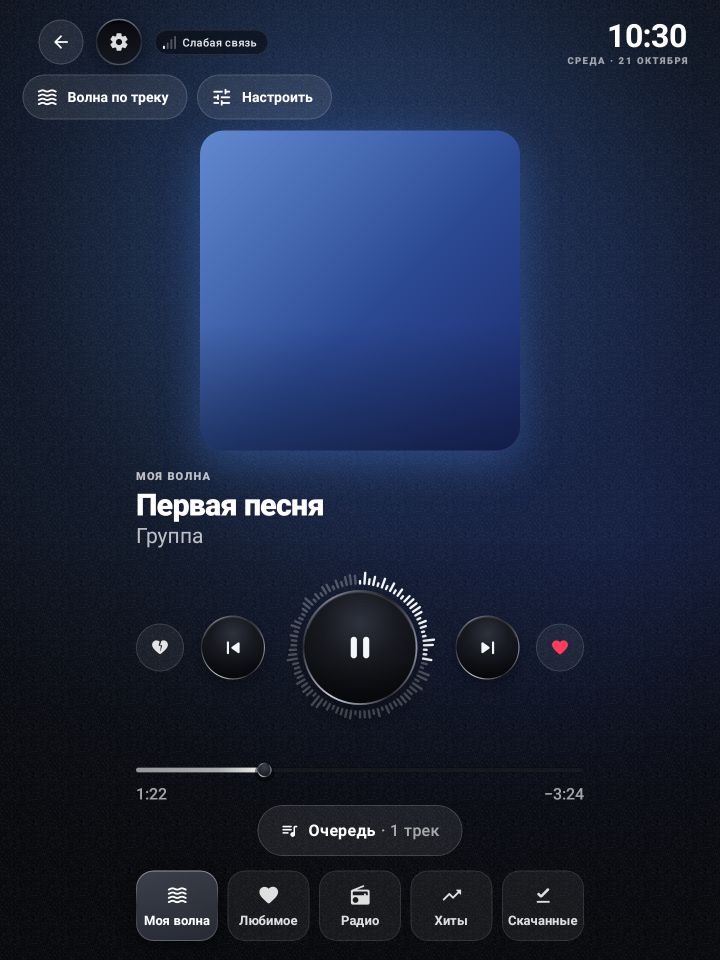 Слабая связь
10:30
СРЕДА · 21 ОКТЯБРЯ
Волна по треку
Настроить
МОЯ ВОЛНА
Первая песня
Группа
1:22
−3:24
Очередь · 1 трек
Моя волна
Любимое
Радио
Хиты
Скачанные